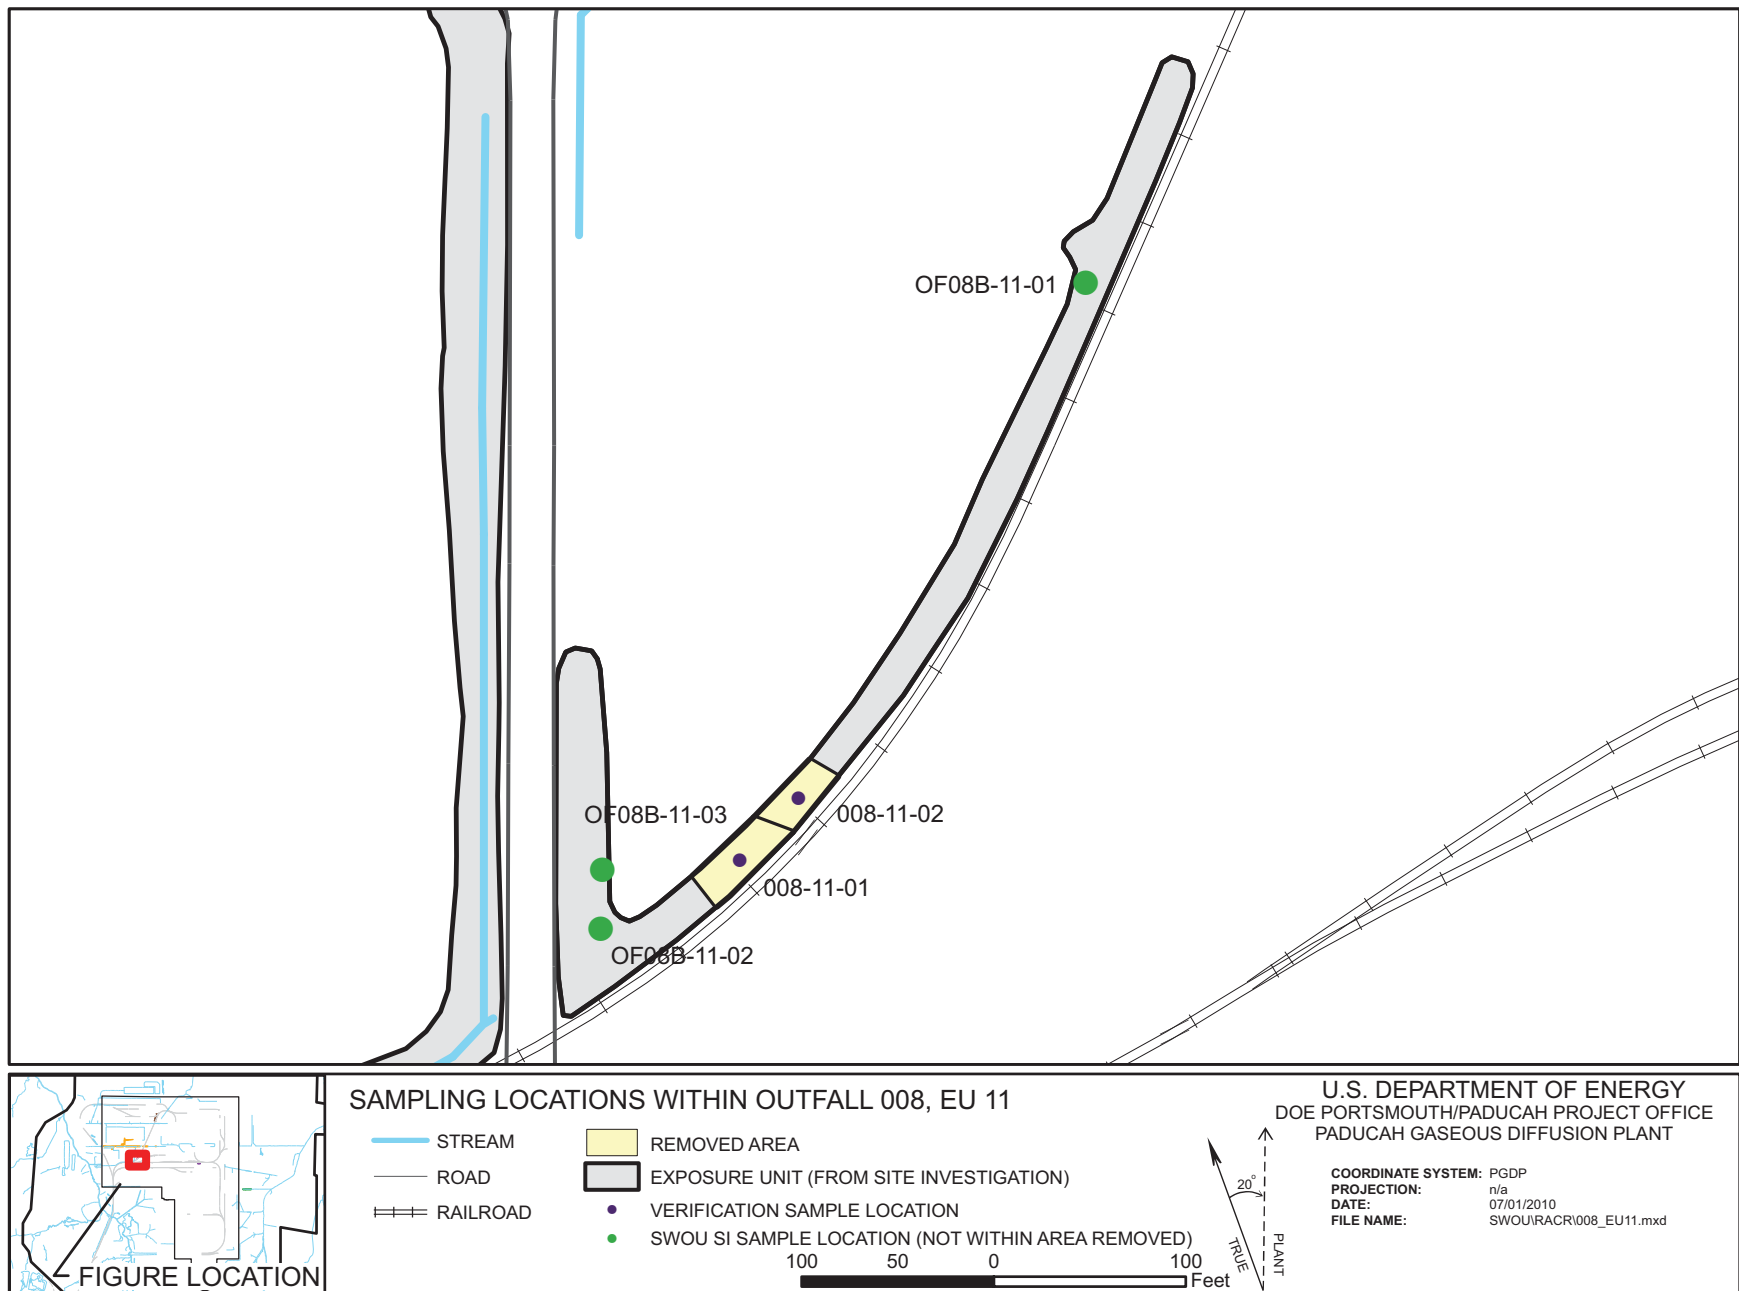 OF08B-11-01
OF08B-11-03
008-11-02
008-11-01
OF08B-11-02
FIGURE LOCATION
SAMPLING LOCATIONS WITHIN OUTFALL 008, EU 11
STREAM
ROAD
RAILROAD
REMOVED AREA
EXPOSURE UNIT (FROM SITE INVESTIGATION)
VERIFICATION SAMPLE LOCATION
SWOU SI SAMPLE LOCATION (NOT WITHIN AREA REMOVED)
100 50 0 100
Feet
20°
TRUE
PLANT
U.S. DEPARTMENT OF ENERGY
DOE PORTSMOUTH/PADUCAH PROJECT OFFICE
PADUCAH GASEOUS DIFFUSION PLANT
COORDINATE SYSTEM: PGDP
PROJECTION: n/a
DATE: 07/01/2010
FILE NAME: SWOU\RACR\008_EU11.mxd